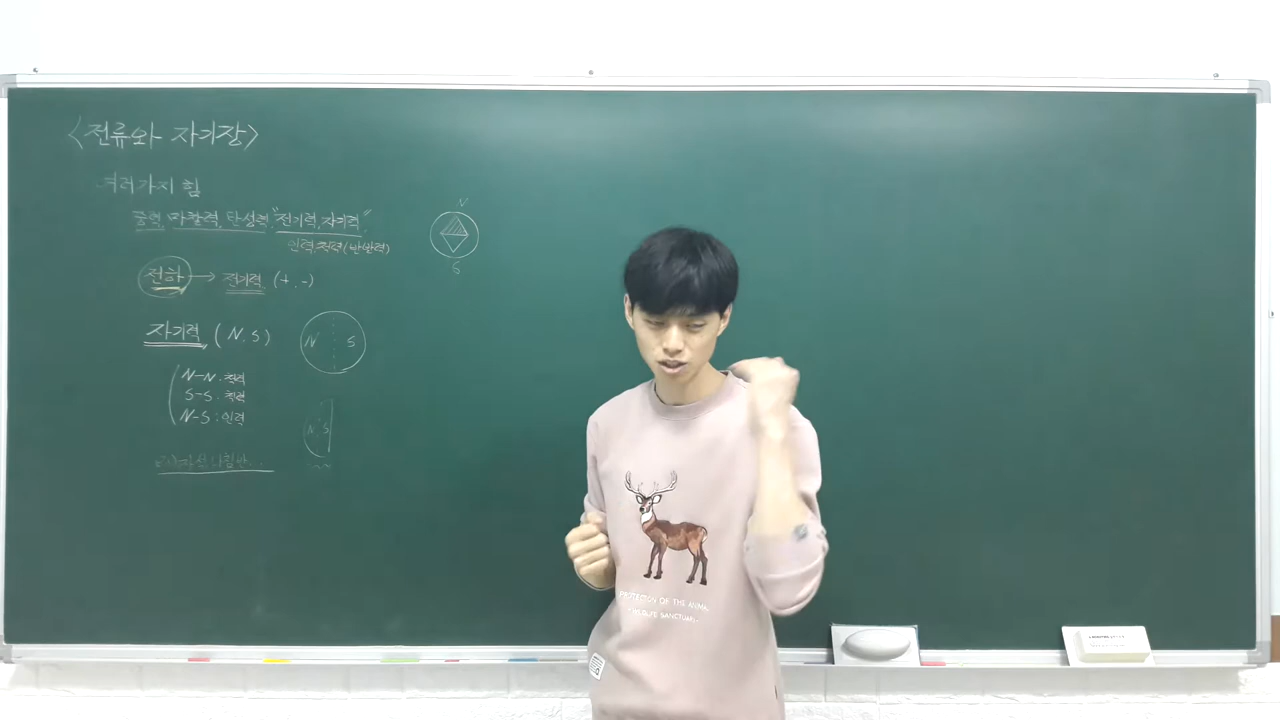 <전류와 자기장>
여러가지 힘
중력, 마찰력, 탄성력, "전기력, 자기력"
인력, 척력(반발력)
전하 → 전기력 (+, -)
자기력 (N, S)
N-N : 척력
S-S : 척력
N-S : 인력
N S
N S
N
S
PROTECTION OF THE ANIMAL
WILDLIFE SANCTUARY